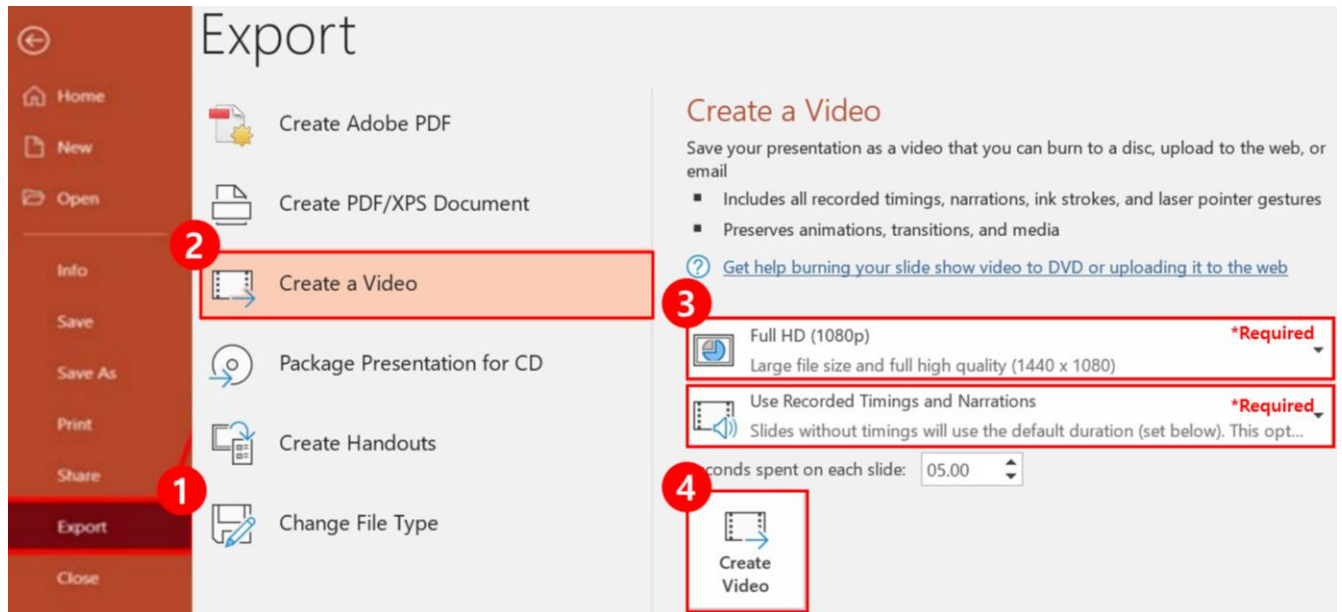 Export
Home
New
Open
Info
Save
Save As
Print
Share
Export
Close
1
2
Create Adobe PDF
Create PDF/XPS Document
Create a Video
Package Presentation for CD
Create Handouts
Change File Type
Create a Video
Save your presentation as a video that you can burn to a disc, upload to the web, or
email
Includes all recorded timings, narrations, ink strokes, and laser pointer gestures
Preserves animations, transitions, and media
Get help burning your slide show video to DVD or uploading it to the web
3
Full HD (1080p) *Required
Large file size and full high quality (1440 x 1080)
Use Recorded Timings and Narrations *Required
Slides without timings will use the default duration (set below). This opt...
econds spent on each slide: 05.00
4
Create
Video